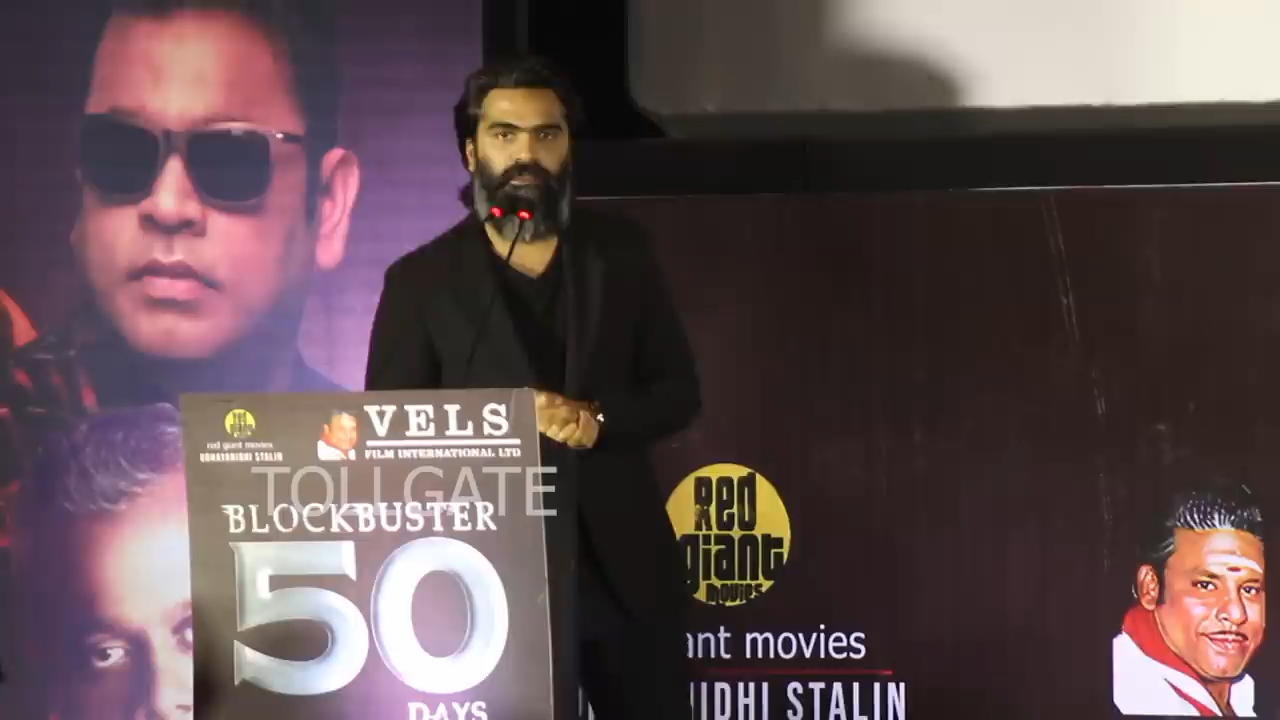 red giant movies
UDHAYANIDHI STALIN
VELS
FILM INTERNATIONAL LTD
TOLLGATE
BLOCKBUSTER
50
DAYS
Red
giant
movies
ant movies
IDHI STALIN